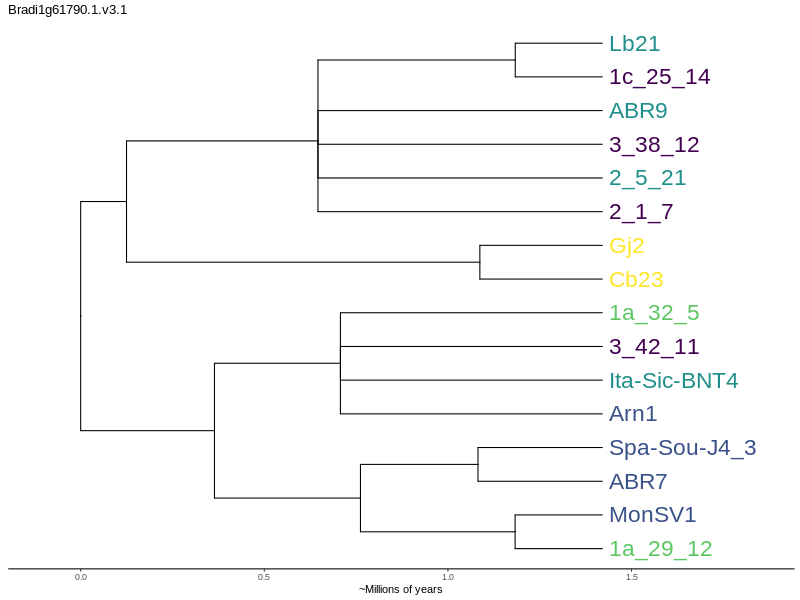 Bradi1g61790.1.v3.1
Lb21
1c_25_14
ABR9
3_38_12
2_5_21
2_1_7
Gj2
Cb23
1a_32_5
3_42_11
Ita-Sic-BNT4
Arn1
Spa-Sou-J4_3
ABR7
MonSV1
1a_29_12
0.0 0.5 1.0 1.5
~Millions of years